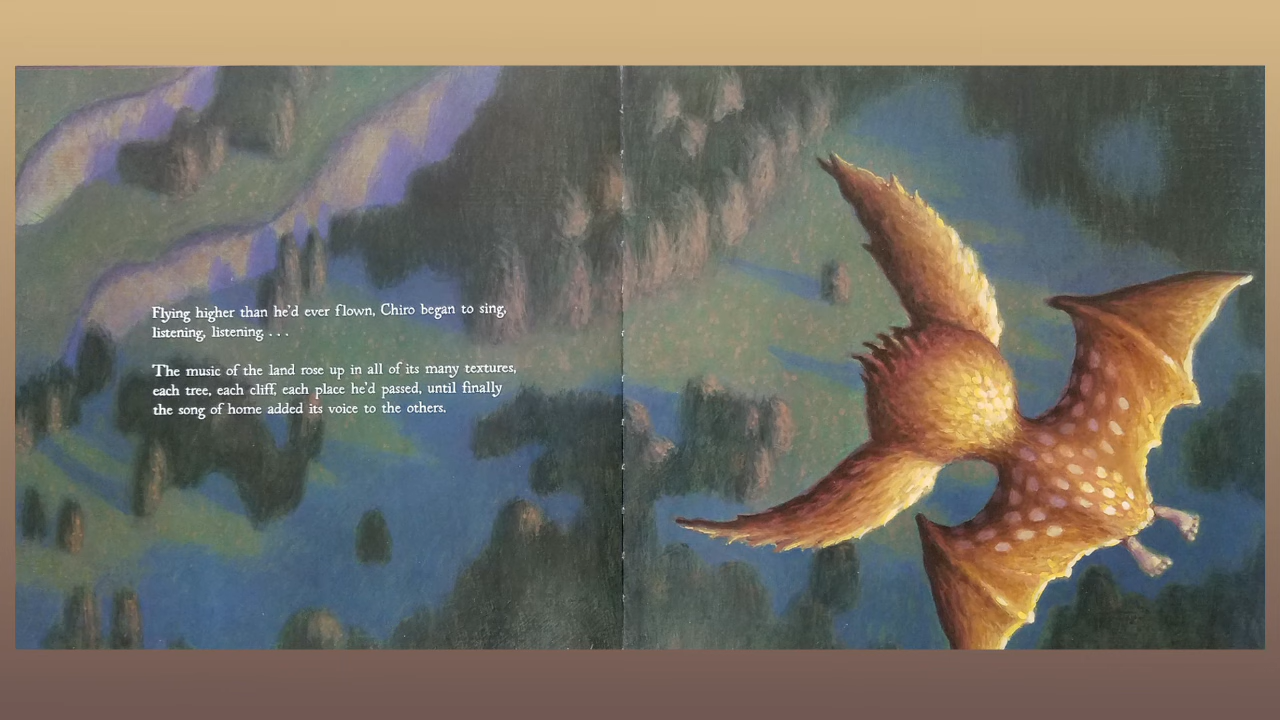 Flying higher than he'd ever flown, Chiro began to sing,
listening, listening . . .
The music of the land rose up in all of its many textures,
each tree, each cliff, each place he'd passed, until finally
the song of home added its voice to the others.